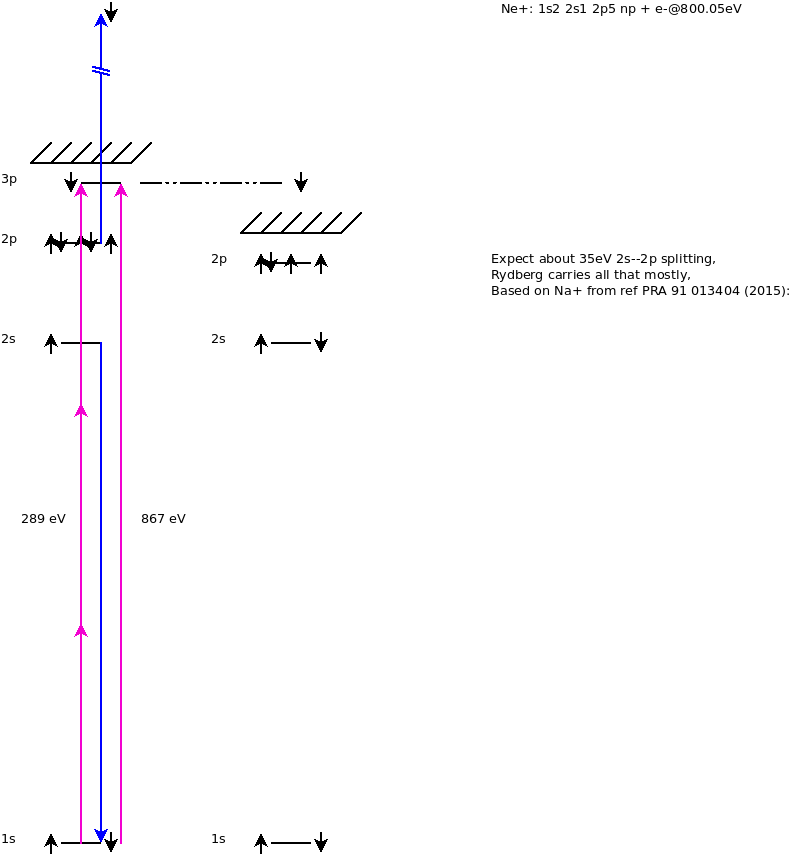 Ne+: 1s2 2s1 2p5 np + e-@800.05eV
3p
2p
2p
Expect about 35eV 2s--2p splitting,
Rydberg carries all that mostly,
Based on Na+ from ref PRA 91 013404 (2015):
2s
2s
289 eV
867 eV
1s
1s